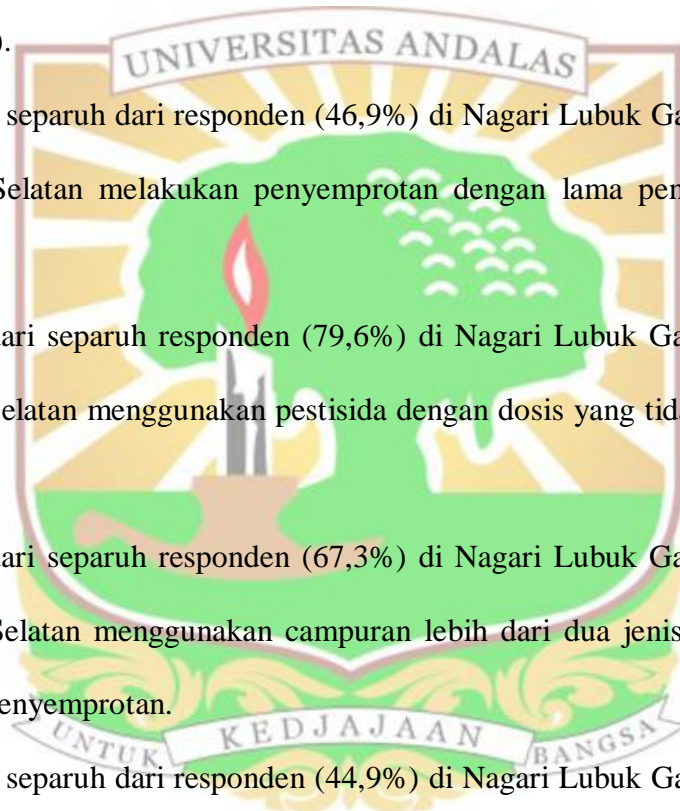 ).
UNIVERSITAS ANDALAS
separuh dari responden (46,9%) di Nagari Lubuk Ga
Selatan melakukan penyemprotan dengan lama pen
ari separuh responden (79,6%) di Nagari Lubuk Ga
elatan menggunakan pestisida dengan dosis yang tida
ari separuh responden (67,3%) di Nagari Lubuk Ga
Selatan menggunakan campuran lebih dari dua jenis
enyemprotan.
UNTUK KEDJAJAAN BANGSA
separuh dari responden (44,9%) di Nagari Lubuk Ga